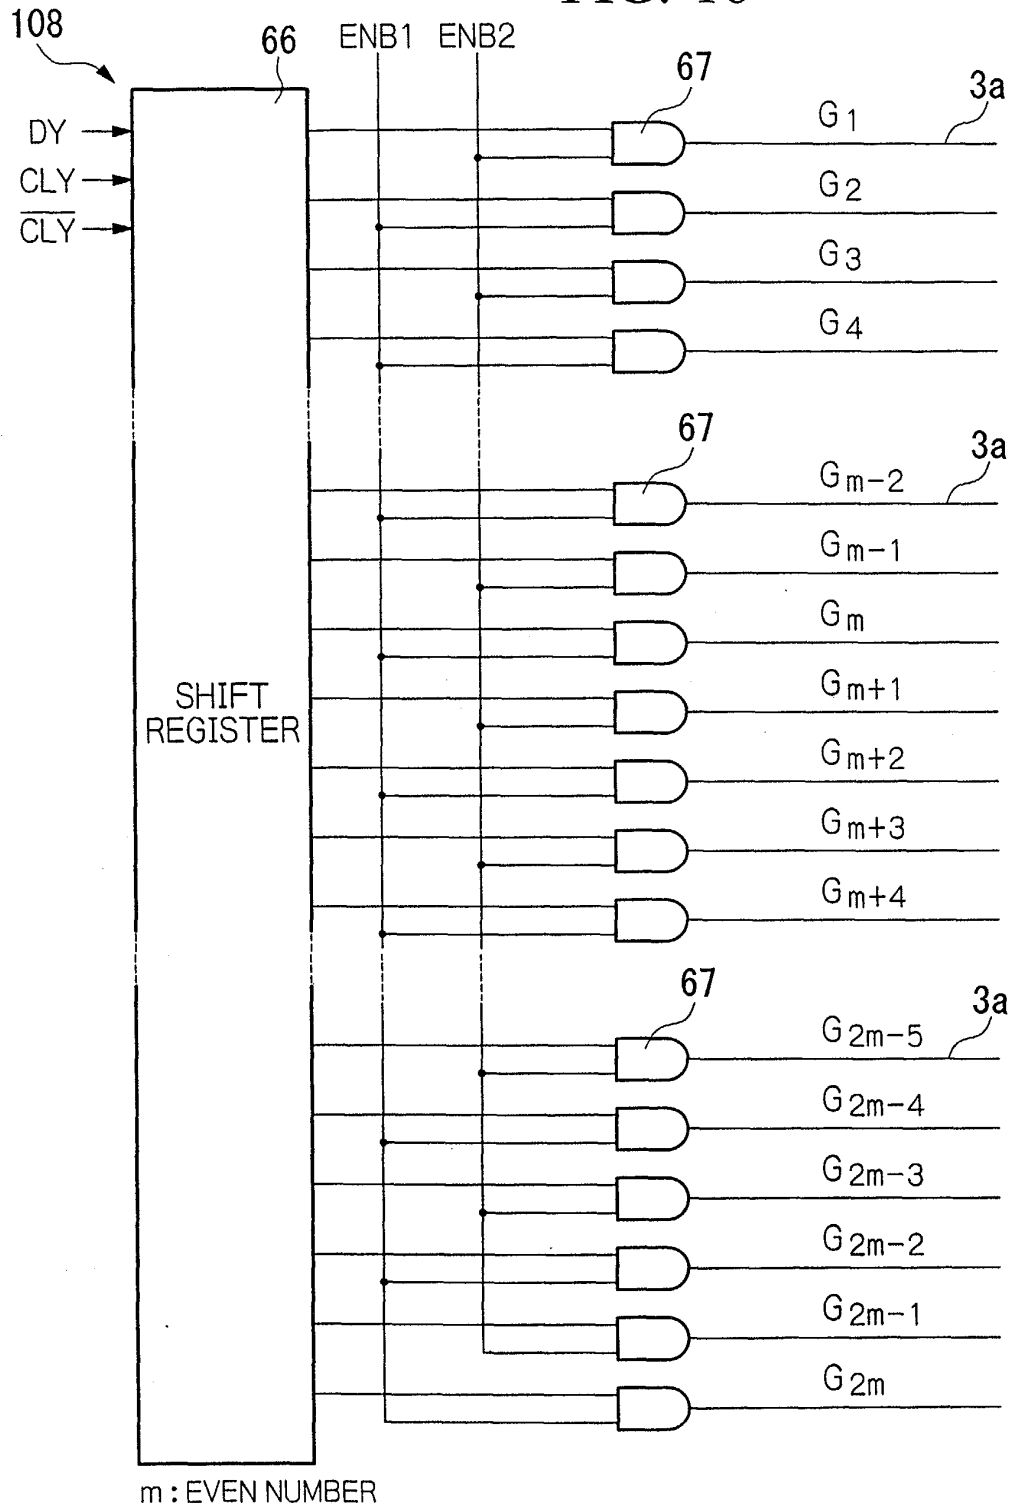 108
66
ENB1 ENB2
67
3a
DY
CLY
C̅L̅Y̅
G1
G2
G3
G4
67
3a
Gm-2
Gm-1
Gm
SHIFT
REGISTER
Gm+1
Gm+2
Gm+3
Gm+4
67
3a
G2m-5
G2m-4
G2m-3
G2m-2
G2m-1
G2m
m : EVEN NUMBER